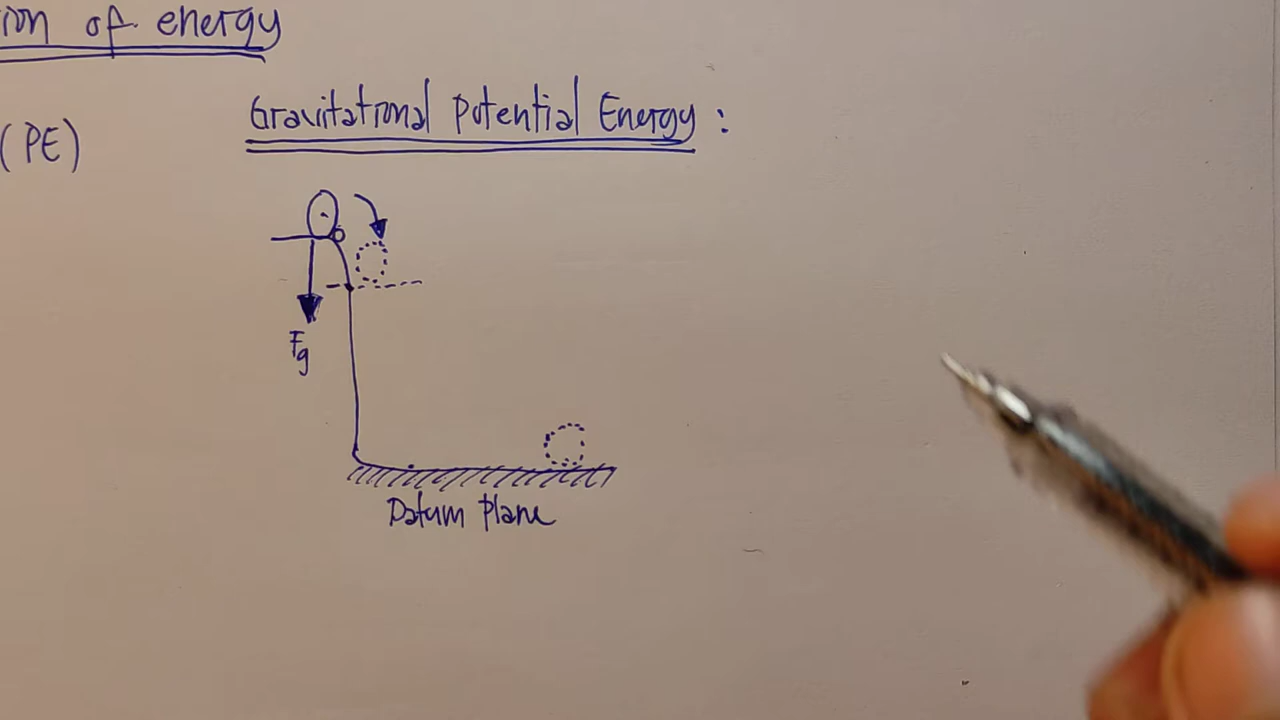 ion of energy
Gravitational Potential Energy :
(PE)
Fg
Datum Plane